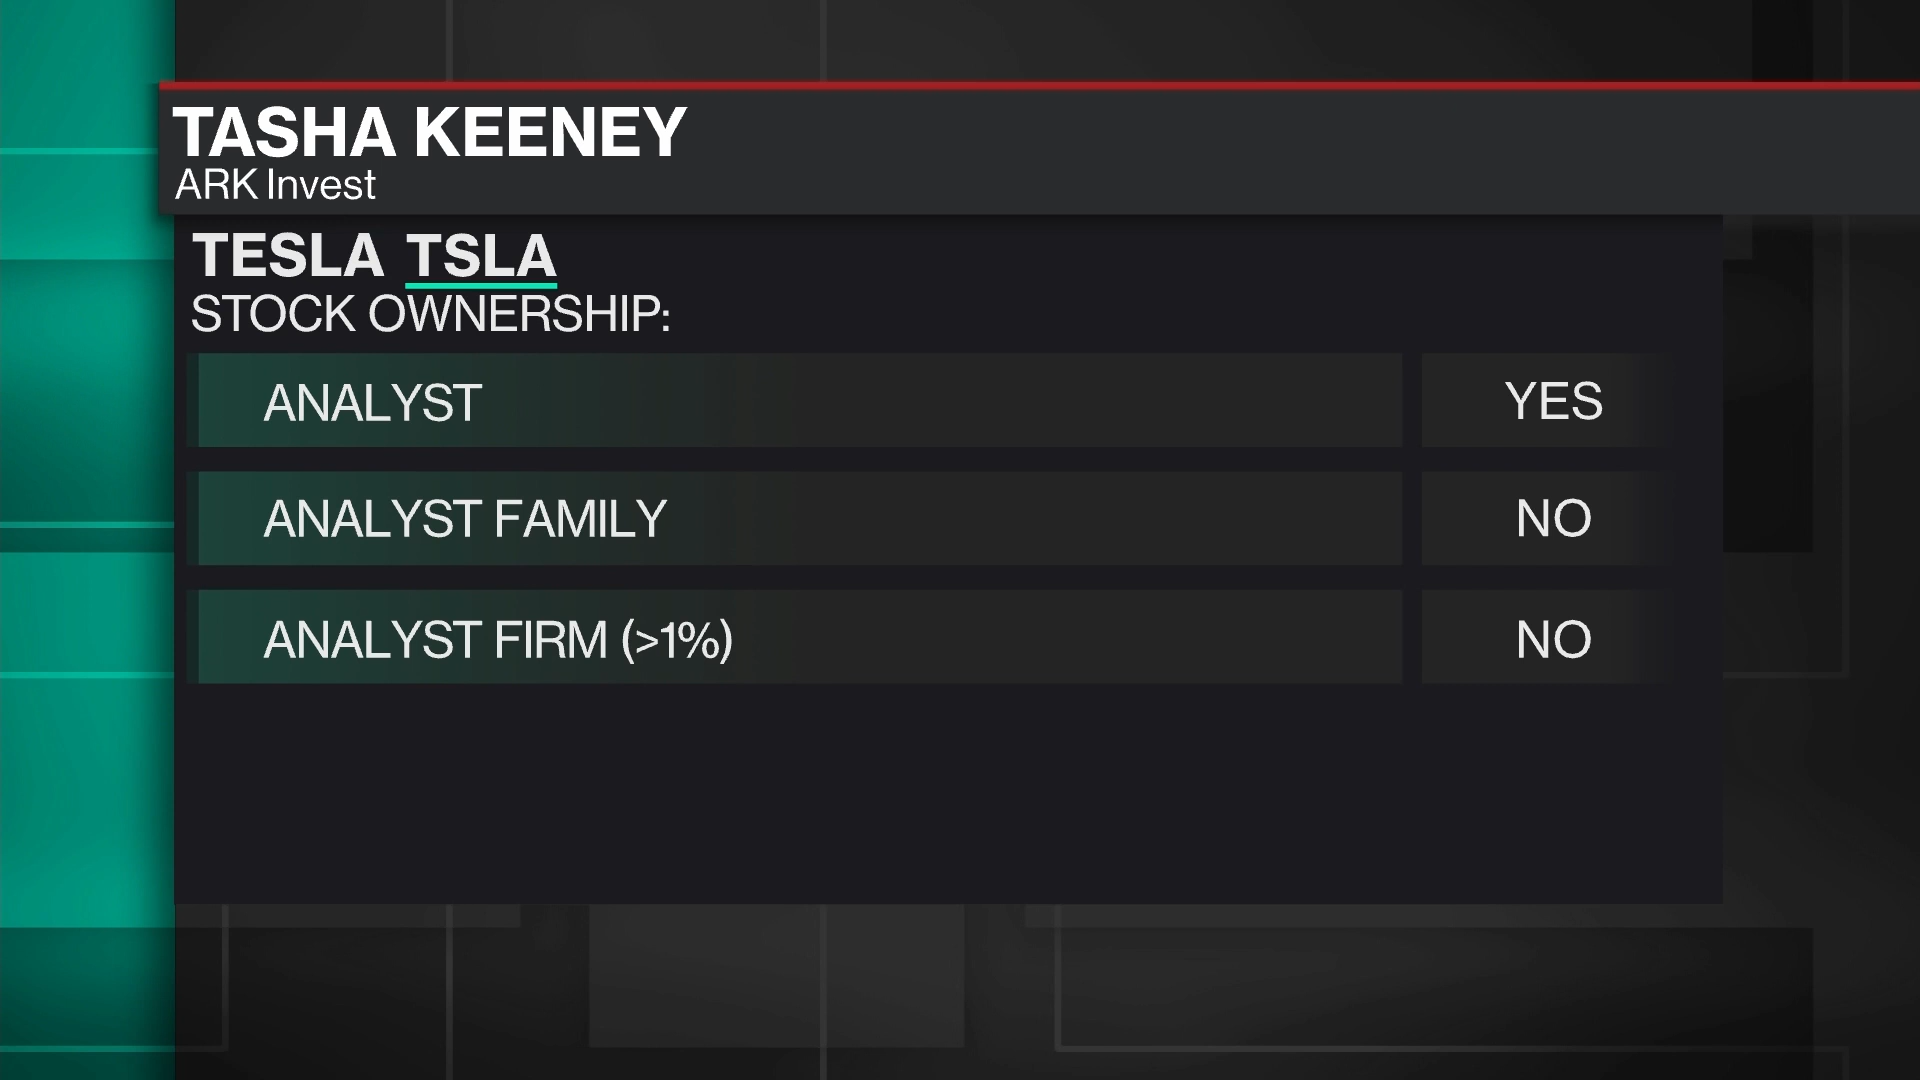 TASHA KEENEY
ARK Invest
TESLA TSLA
STOCK OWNERSHIP:
ANALYST YES
ANALYST FAMILY NO
ANALYST FIRM (>1%) NO